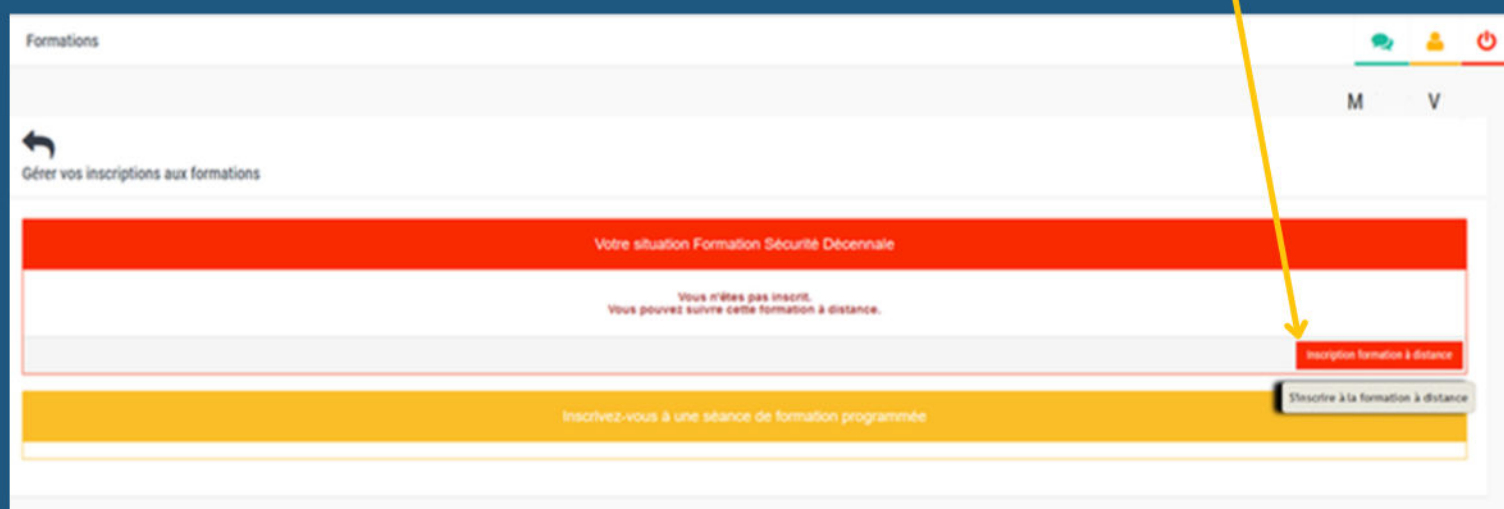 Formations
M V
Gérer vos inscriptions aux formations
Votre situation Formation Sécurité Décennale
Vous n'êtes pas inscrit.
Vous pouvez suivre cette formation à distance.
Inscription formation à distance
S'inscrire à la formation à distance
Inscrivez-vous à une séance de formation programmée